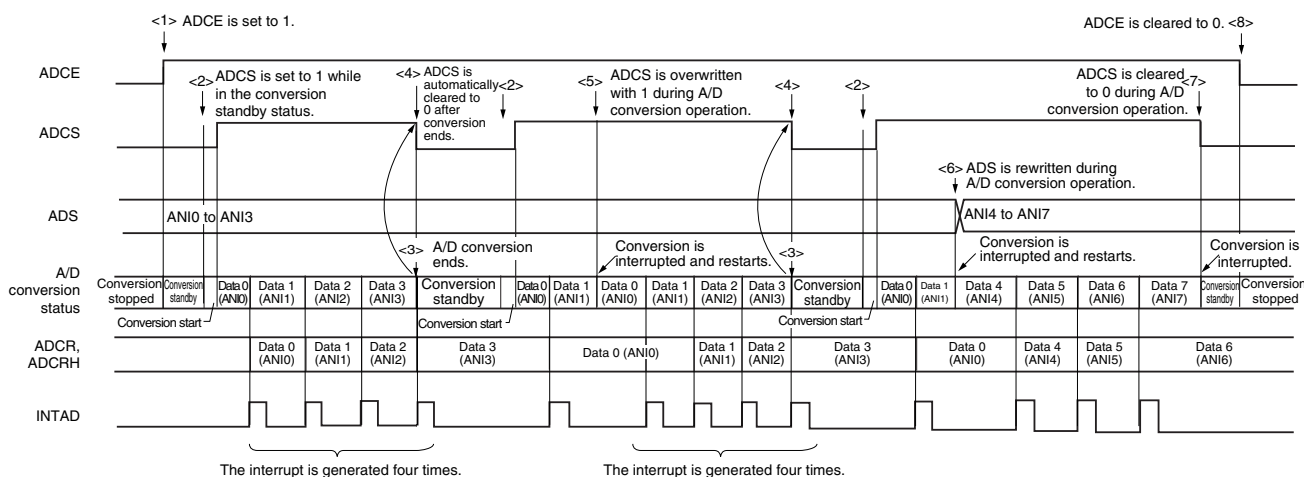 <1> ADCE is set to 1.
ADCE is cleared to 0. <8>
ADCE
<2> ADCS is set to 1 while
in the conversion
standby status.
<4> ADCS is
automatically
cleared to
0 after
conversion
ends.
<2>
<5> ADCS is overwritten
with 1 during A/D
conversion operation.
<4>
<2>
ADCS is cleared
to 0 during A/D
conversion operation.
<7>
ADCS
<6> ADS is rewritten during
A/D conversion operation.
ADS
ANI0 to ANI3
ANI4 to ANI7
<3> A/D conversion
ends.
Conversion is
interrupted and restarts.
<3>
Conversion is
interrupted and restarts.
Conversion is
interrupted.
A/D
conversion
status
Conversion
stopped
Conversion
standby
Data 0
(ANI0)
Data 1
(ANI1)
Data 2
(ANI2)
Data 3
(ANI3)
Conversion
standby
Data 0
(ANI0)
Data 1
(ANI1)
Data 0
(ANI0)
Data 1
(ANI1)
Data 2
(ANI2)
Data 3
(ANI3)
Conversion
standby
Data 0
(ANI0)
Data 1
(ANI1)
Data 4
(ANI4)
Data 5
(ANI5)
Data 6
(ANI6)
Data 7
(ANI7)
Conversion
standby
Conversion
stopped
Conversion start
Conversion start
Conversion start
ADCR,
ADCRH
Data 0
(ANI0)
Data 1
(ANI1)
Data 2
(ANI2)
Data 3
(ANI3)
Data 0 (ANI0)
Data 1
(ANI1)
Data 2
(ANI2)
Data 3
(ANI3)
Data 0
(ANI0)
Data 4
(ANI4)
Data 5
(ANI5)
Data 6
(ANI6)
INTAD
The interrupt is generated four times.
The interrupt is generated four times.